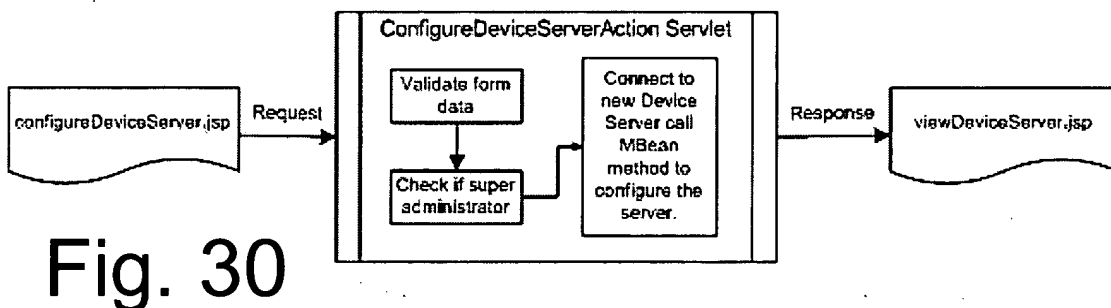 ConfigureDeviceServerAction Servlet
configureDeviceServer.jsp
Request
Validate form
data
Check if super
administrator
Connect to
new Device
Server call
MBean
method to
configure the
server.
Response
viewDeviceServer.jsp
Fig. 30